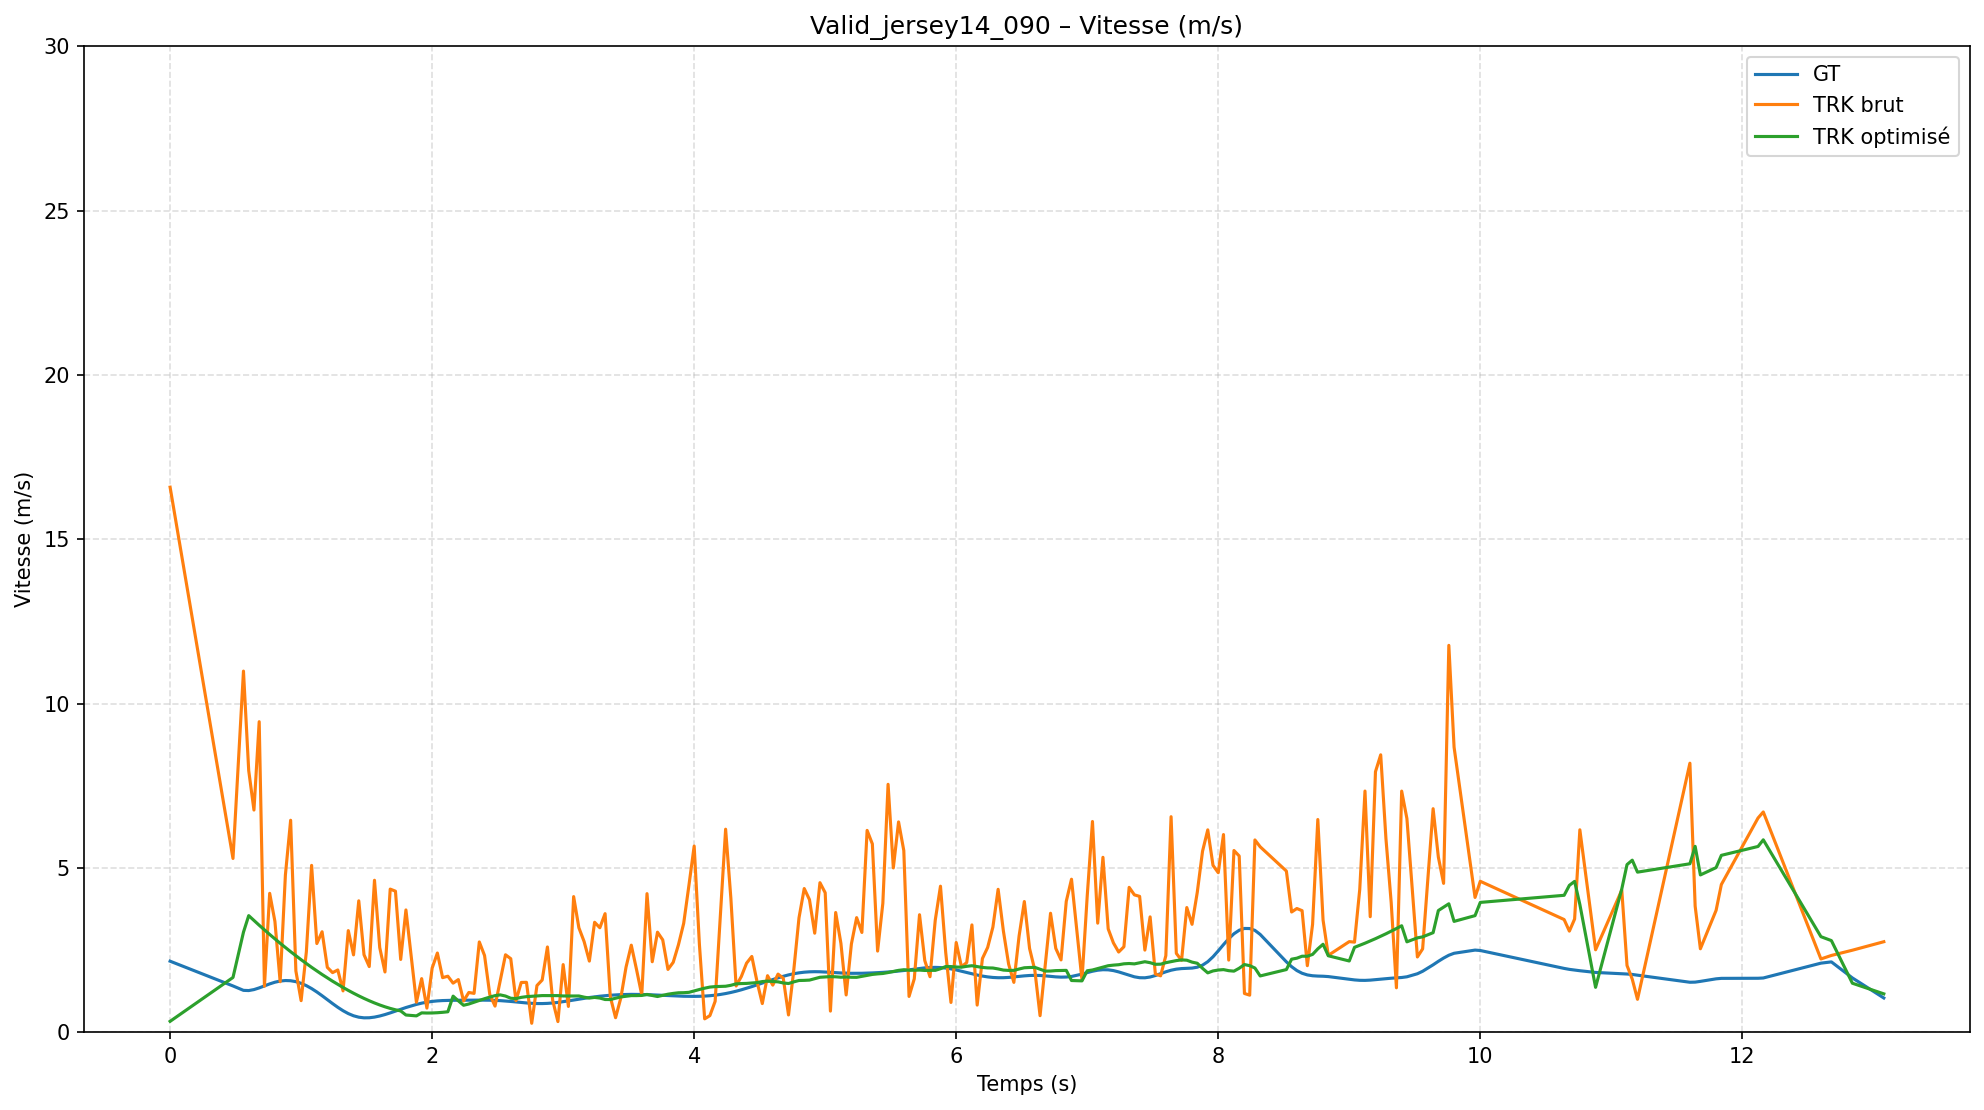 Valid_jersey14_090 – Vitesse (m/s)
GT
TRK brut
TRK optimisé
Vitesse (m/s)
30
25
20
15
10
5
0
0 2 4 6 8 10 12
Temps (s)